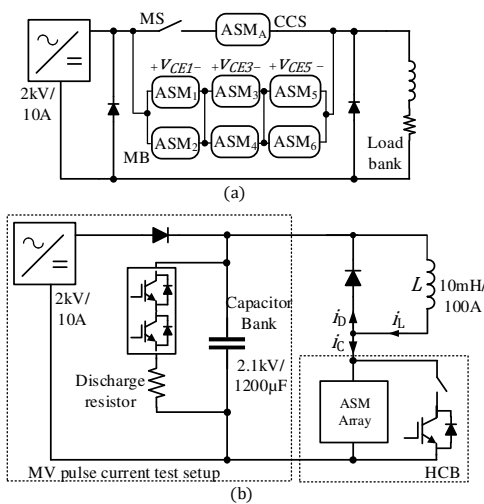 MS
ASMA
CCS
2kV/
10A
+VCE1−
+VCE3−
+VCE5 −
ASM1
ASM3
ASM5
MB
ASM2
ASM4
ASM6
Load
bank
(a)
2kV/
10A
Capacitor
Bank
2.1kV/
1200µF
Discharge
resistor
L
10mH/
100A
iD
iL
iC
ASM
Array
MV pulse current test setup
HCB
(b)